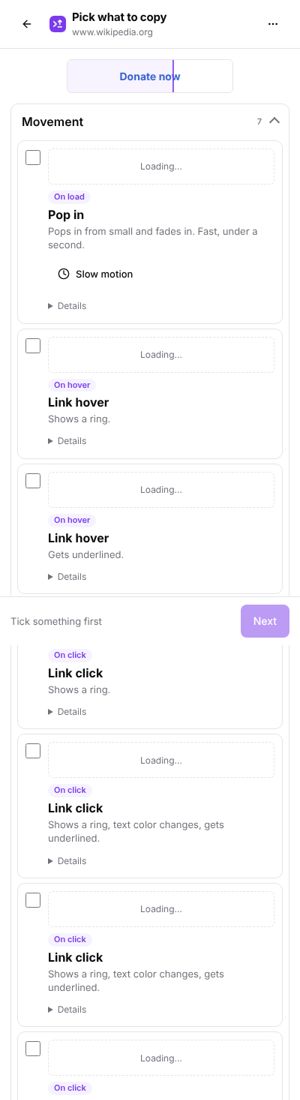 Pick what to copy
www.wikipedia.org
Donate now
Movement
7
Loading...
On load
Pop in
Pops in from small and fades in. Fast, under a
second.
Slow motion
Details
Loading...
On hover
Link hover
Shows a ring.
Details
Loading...
On hover
Link hover
Gets underlined.
Details
Tick something first
Next
On click
Link click
Shows a ring.
Details
Loading...
On click
Link click
Shows a ring, text color changes, gets
underlined.
Details
Loading...
On click
Link click
Shows a ring, text color changes, gets
underlined.
Details
Loading...
On click